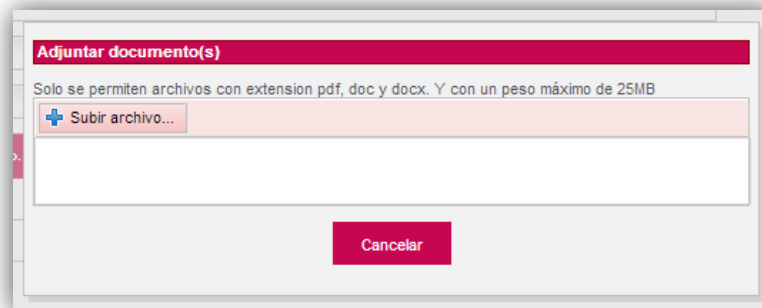 Adjuntar documento(s)
Solo se permiten archivos con extension pdf, doc y docx. Y con un peso máximo de 25MB
Subir archivo...
Cancelar